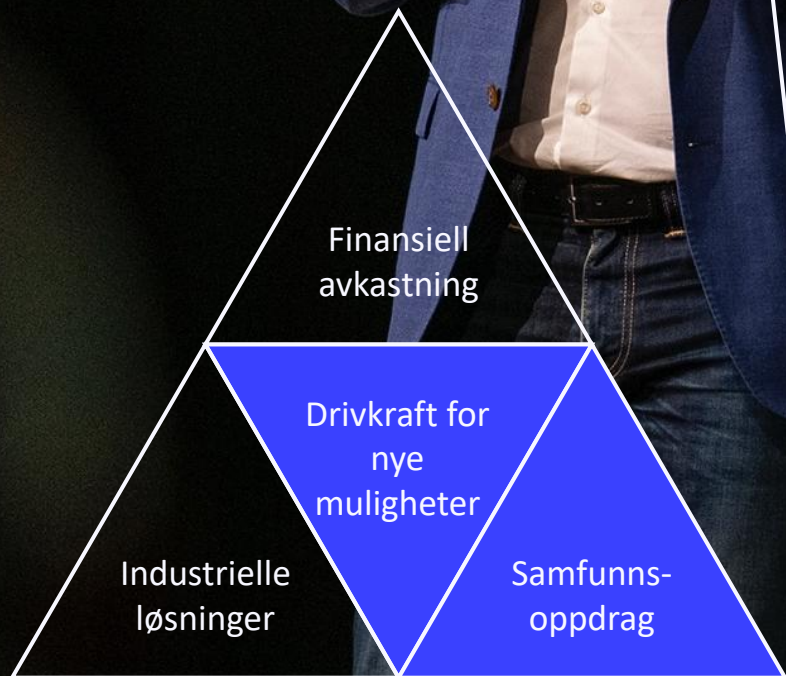 Finansiell
avkastning
Drivkraft for
nye
muligheter
Industrielle
løsninger
Samfunns-
oppdrag